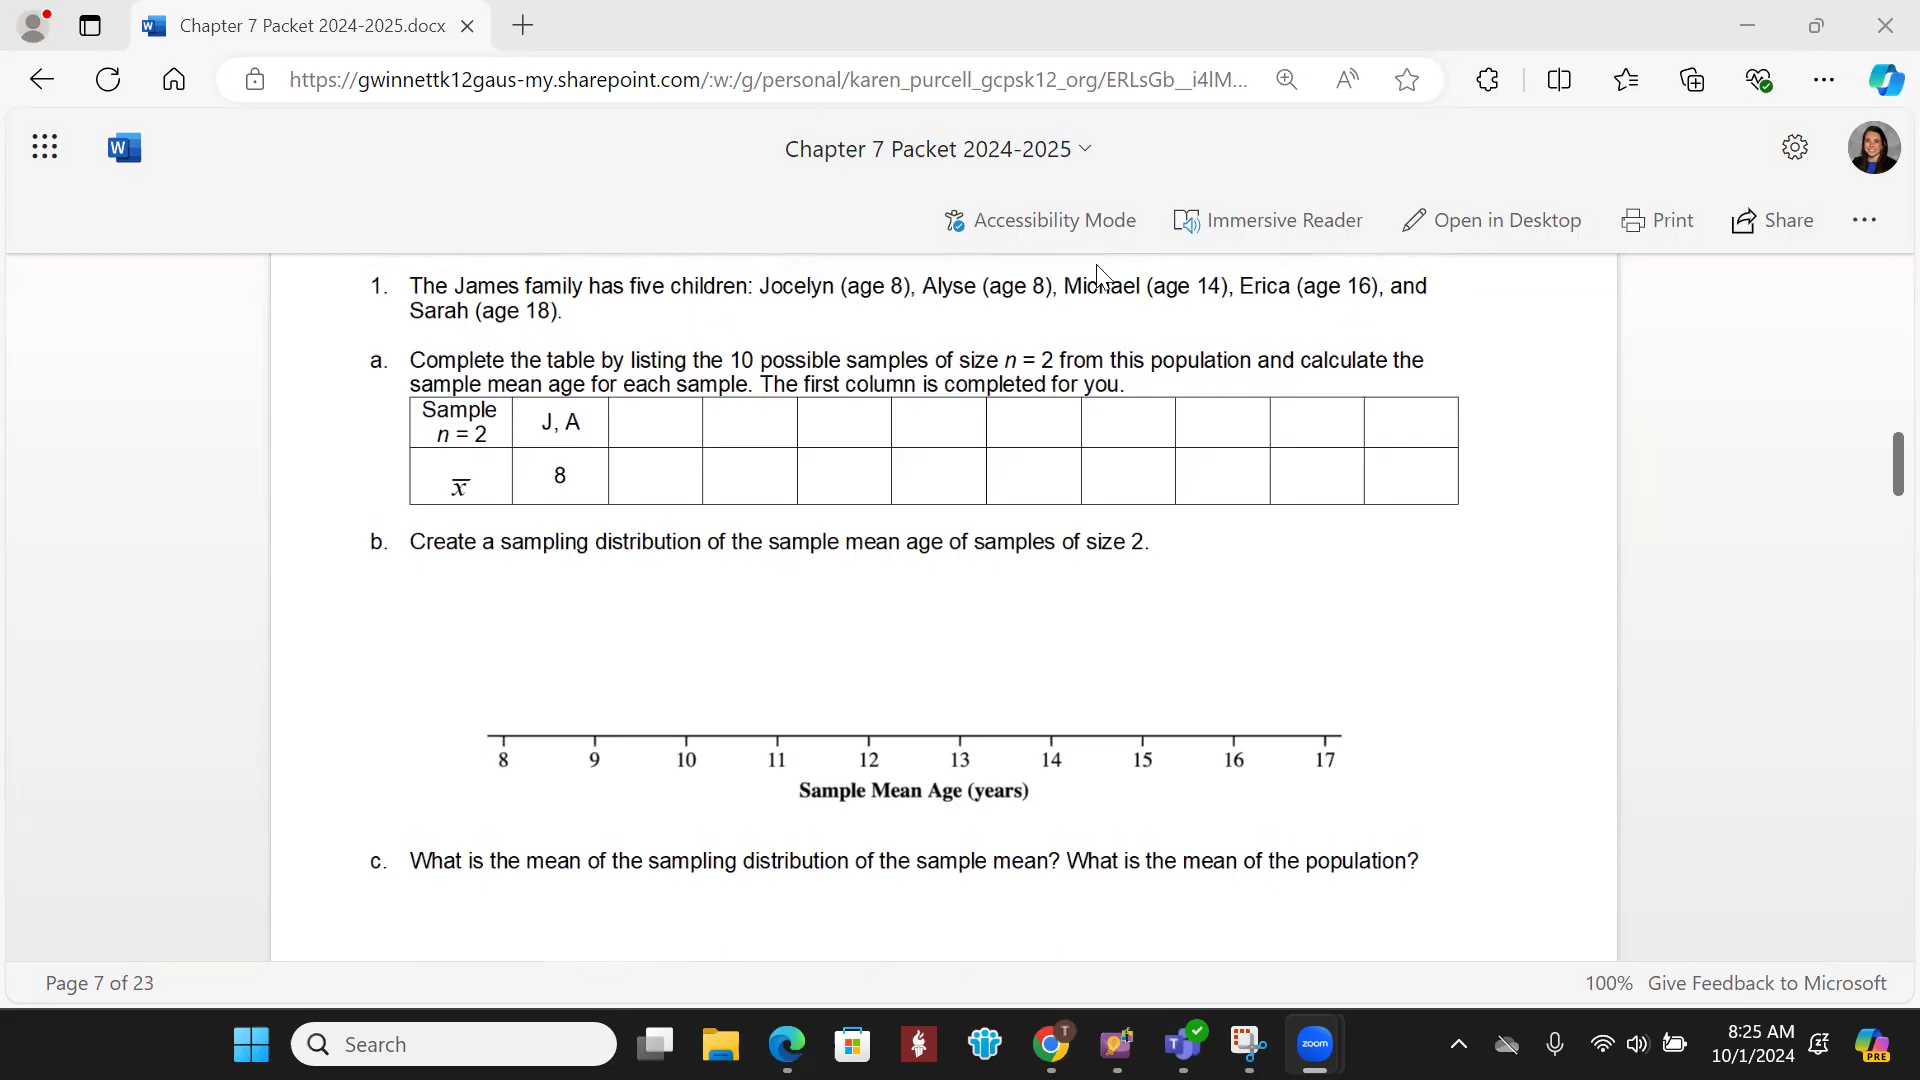 Chapter 7 Packet 2024-2025.docx
https://gwinnettk12gaus-my.sharepoint.com/:w:/g/personal/karen_purcell_gcpsk12_org/ERLsGb__i4lM...
W
Chapter 7 Packet 2024-2025
Accessibility Mode Immersive Reader Open in Desktop Print Share
1. The James family has five children: Jocelyn (age 8), Alyse (age 8), Michael (age 14), Erica (age 16), and
Sarah (age 18).
a. Complete the table by listing the 10 possible samples of size n = 2 from this population and calculate the
sample mean age for each sample. The first column is completed for you.
Sample
n = 2
J, A
x̅ 8
b. Create a sampling distribution of the sample mean age of samples of size 2.
8 9 10 11 12 13 14 15 16 17
Sample Mean Age (years)
c. What is the mean of the sampling distribution of the sample mean? What is the mean of the population?
Page 7 of 23
100% Give Feedback to Microsoft
Search
T
zoom
8:25 AM
10/1/2024
PRE